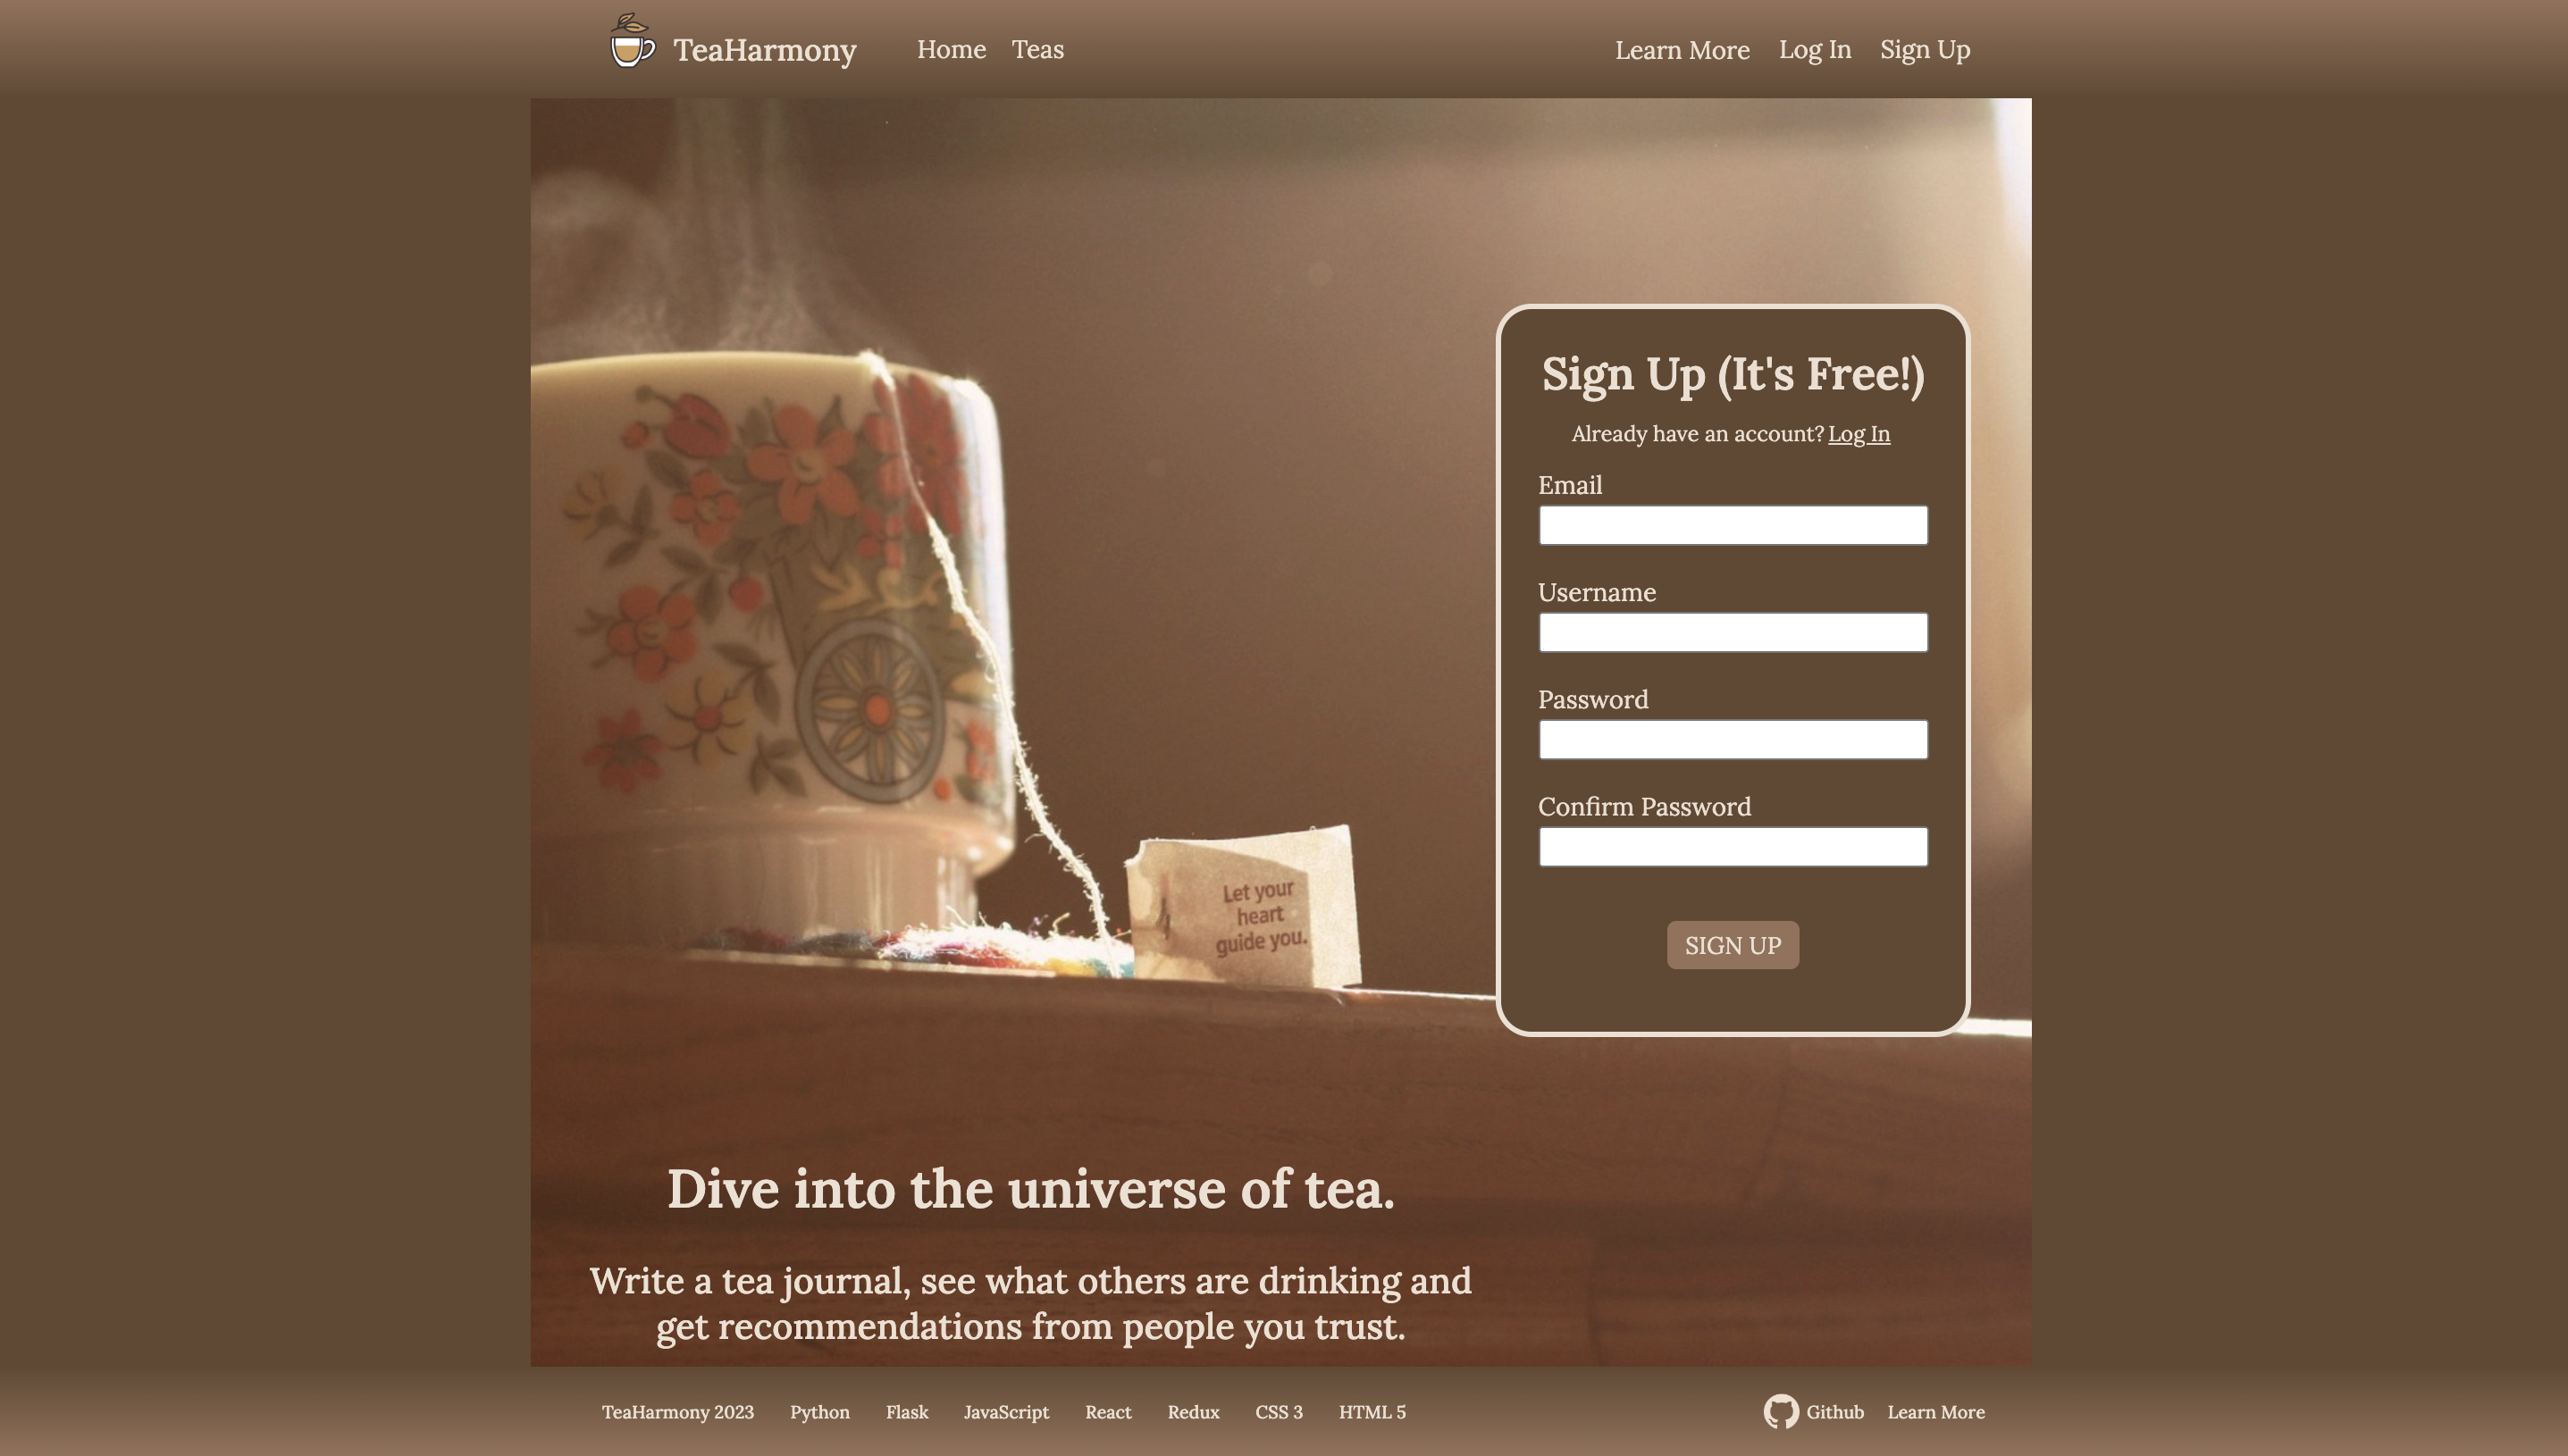 TeaHarmony Home Teas Learn More Log In Sign Up
Sign Up (It's Free!)
Already have an account? Log In
Email
Username
Password
Confirm Password
SIGN UP
Let your
heart
guide you.
Dive into the universe of tea.
Write a tea journal, see what others are drinking and
get recommendations from people you trust.
TeaHarmony 2023 Python Flask JavaScript React Redux CSS 3 HTML 5 Github Learn More